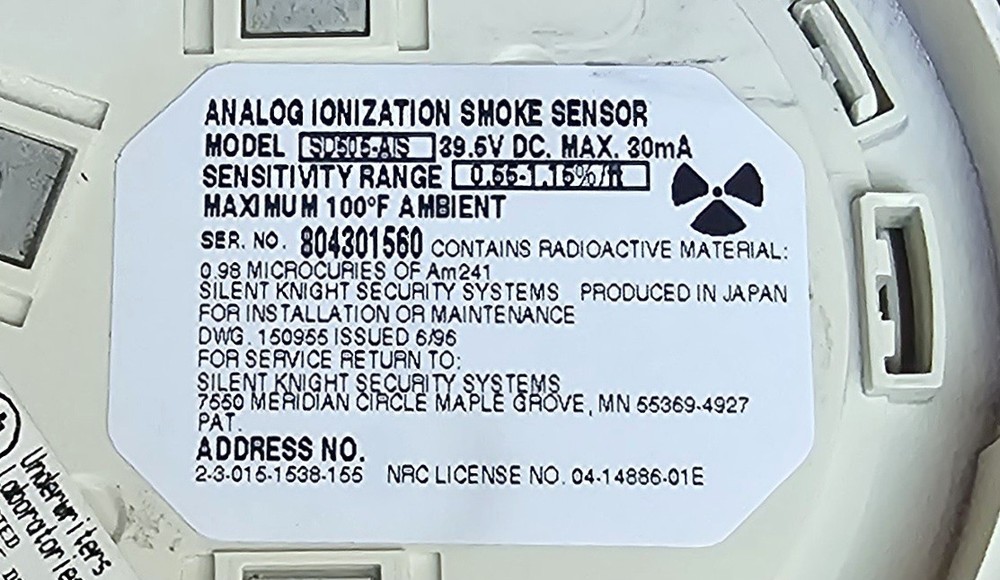 ANALOG IONIZATION SMOKE SENSOR
MODEL SD505-AIS 39.5V DC. MAX. 30mA
SENSITIVITY RANGE 0.55-1.15%/ft
MAXIMUM 100°F AMBIENT
SER. NO. 804301560 CONTAINS RADIOACTIVE MATERIAL:
0.98 MICROCURIES OF Am241
SILENT KNIGHT SECURITY SYSTEMS PRODUCED IN JAPAN
FOR INSTALLATION OR MAINTENANCE
DWG. 150955 ISSUED 6/96
FOR SERVICE RETURN TO:
SILENT KNIGHT SECURITY SYSTEMS
7550 MERIDIAN CIRCLE MAPLE GROVE, MN 55369-4927
PAT.
ADDRESS NO.
2-3-015-1538-155 NRC LICENSE NO. 04-14886-01E
Underwriters